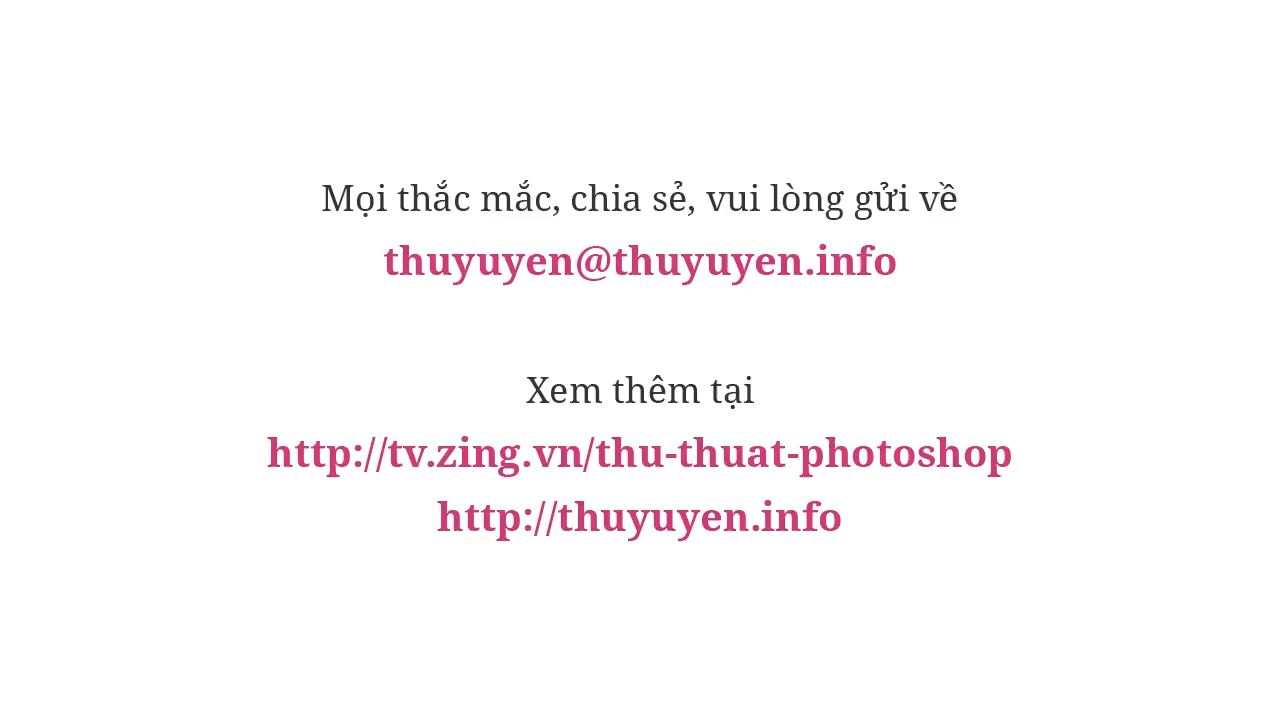 Mọi thắc mắc, chia sẻ, vui lòng gửi về
thuyuyen@thuyuyen.info
Xem thêm tại
http://tv.zing.vn/thu-thuat-photoshop
http://thuyuyen.info